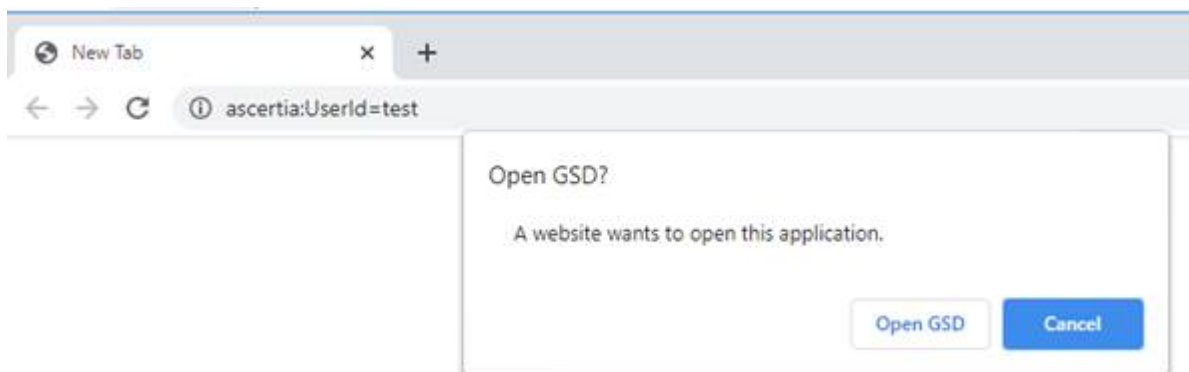 New Tab
ascertia:UserId=test
Open GSD?
A website wants to open this application.
Open GSD Cancel